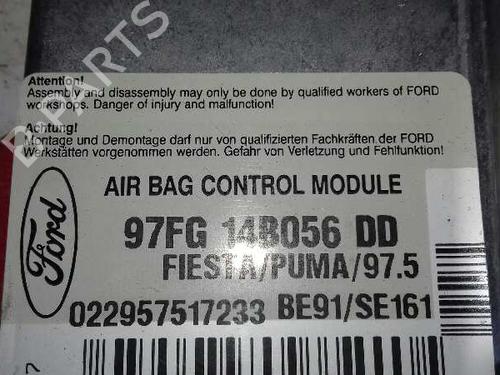 Attention!
Assembly and disassembly may only be done by qualified workers of FORD
workshops. Danger of injury and malfunction!
Achtung!
Montage und Demontage darf nur von qualifizierten Fachkräften der FORD
Werkstätten vorgenommen werden. Gefahr von Verletzung und Fehlfunktion!
AIR BAG CONTROL MODULE
Ford
97FG 14B056 DD
FIESTA/PUMA/97.5
022957517233 BE91/SE161
7